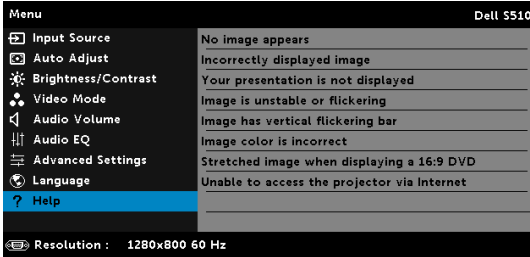 Menu
Dell S510
Input Source
Auto Adjust
Brightness/Contrast
Video Mode
Audio Volume
Audio EQ
Advanced Settings
Language
? Help
No image appears
Incorrectly displayed image
Your presentation is not displayed
Image is unstable or flickering
Image has vertical flickering bar
Image color is incorrect
Stretched image when displaying a 16:9 DVD
Unable to access the projector via Internet
Resolution : 1280x800 60 Hz